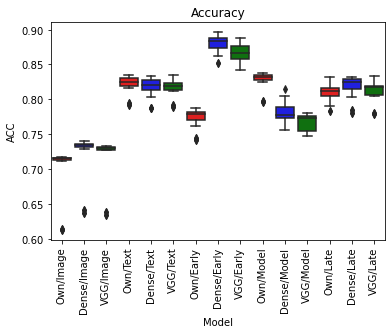 Accuracy
0.90
0.85
0.80
0.75
0.70
0.65
0.60
ACC
Own/Image
Dense/Image
VGG/Image
Own/Text
Dense/Text
VGG/Text
Own/Early
Dense/Early
VGG/Early
Own/Model
Dense/Model
VGG/Model
Own/Late
Dense/Late
VGG/Late
Model